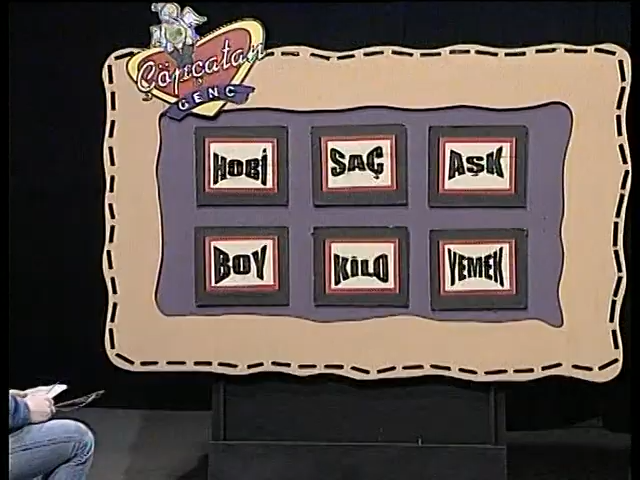 Çöpçatan
GENÇ
HOBİ
SAÇ
AŞK
BOY
KİLO
YEMEK